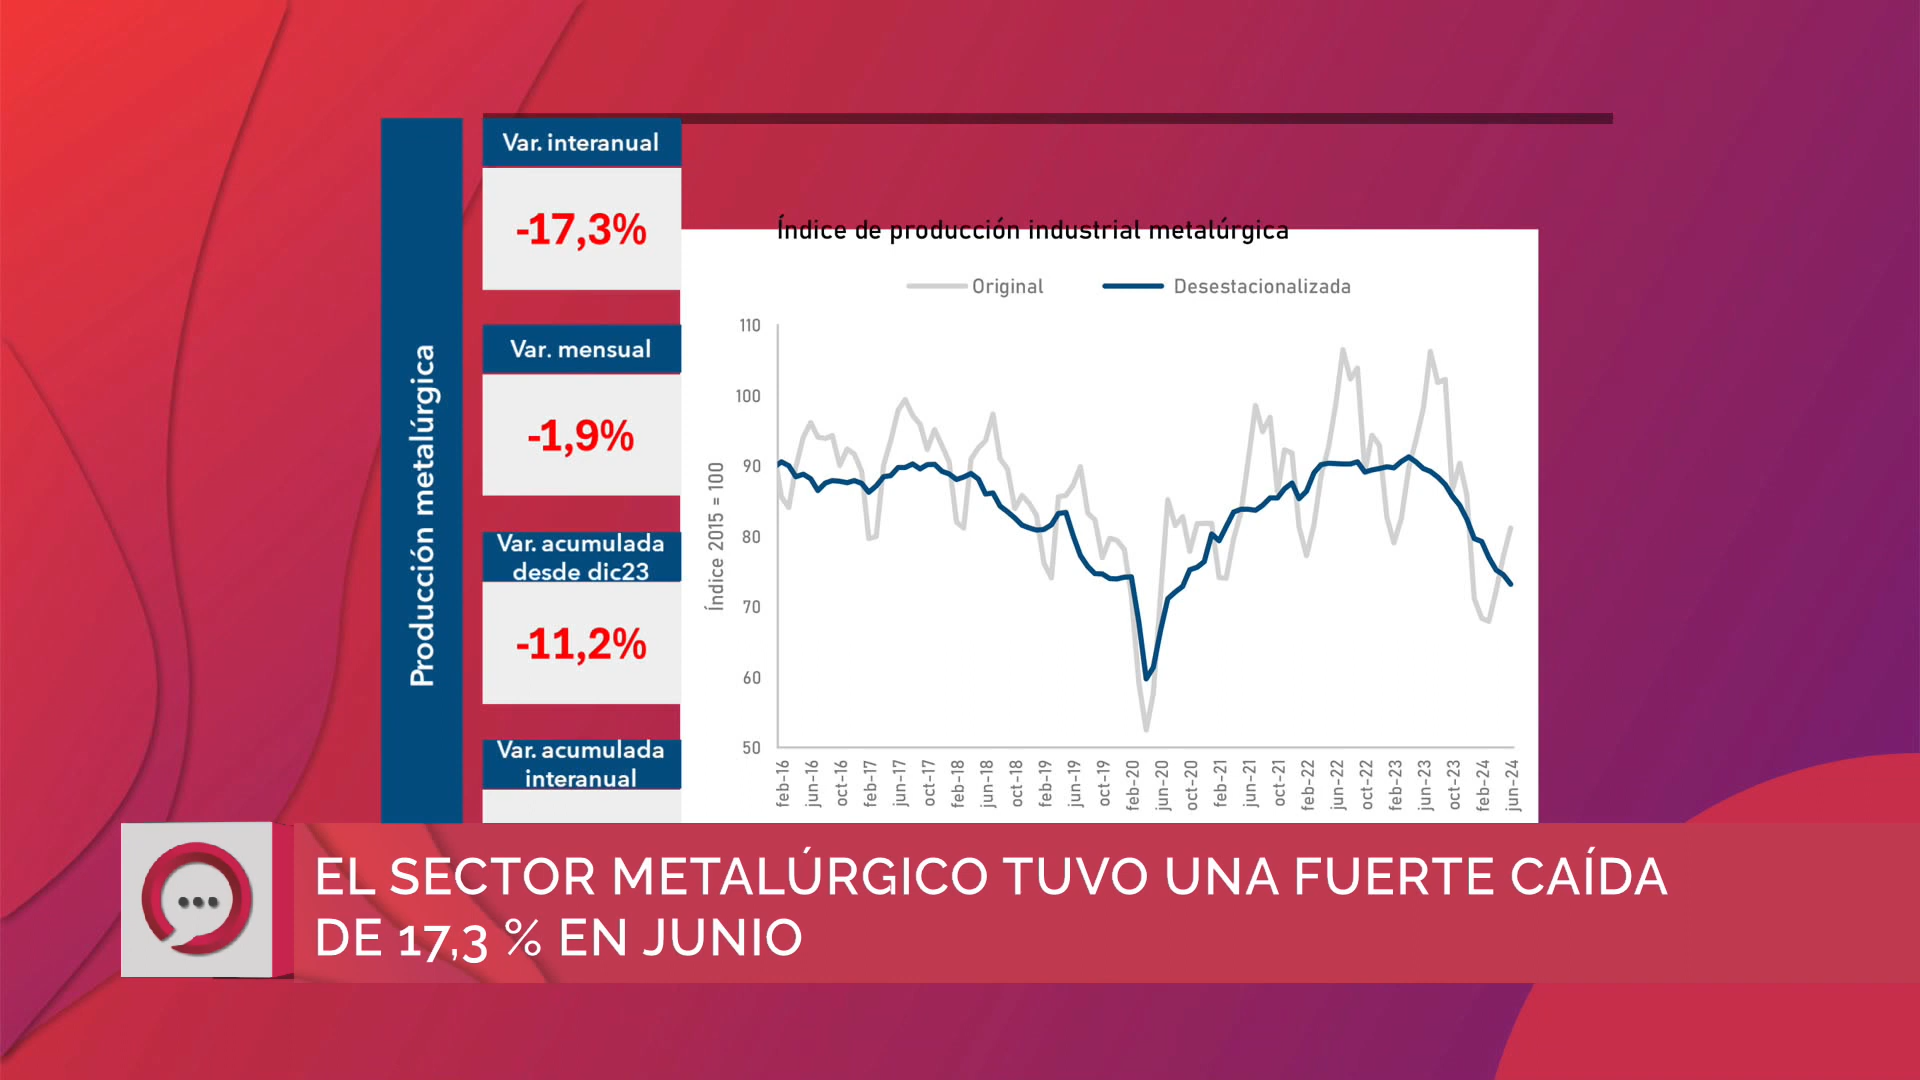 Producción metalúrgica
Var. interanual
-17,3%
Var. mensual
-1,9%
Var. acumulada
desde dic23
-11,2%
Var. acumulada
interanual
Índice de producción industrial metalúrgica
Original
Desestacionalizada
Índice 2015 = 100
110
100
90
80
70
60
50
feb-16
jun-16
oct-16
feb-17
jun-17
oct-17
feb-18
jun-18
oct-18
feb-19
jun-19
oct-19
feb-20
jun-20
oct-20
feb-21
jun-21
oct-21
feb-22
jun-22
oct-22
feb-23
jun-23
oct-23
feb-24
jun-24
EL SECTOR METALÚRGICO TUVO UNA FUERTE CAÍDA
DE 17,3 % EN JUNIO